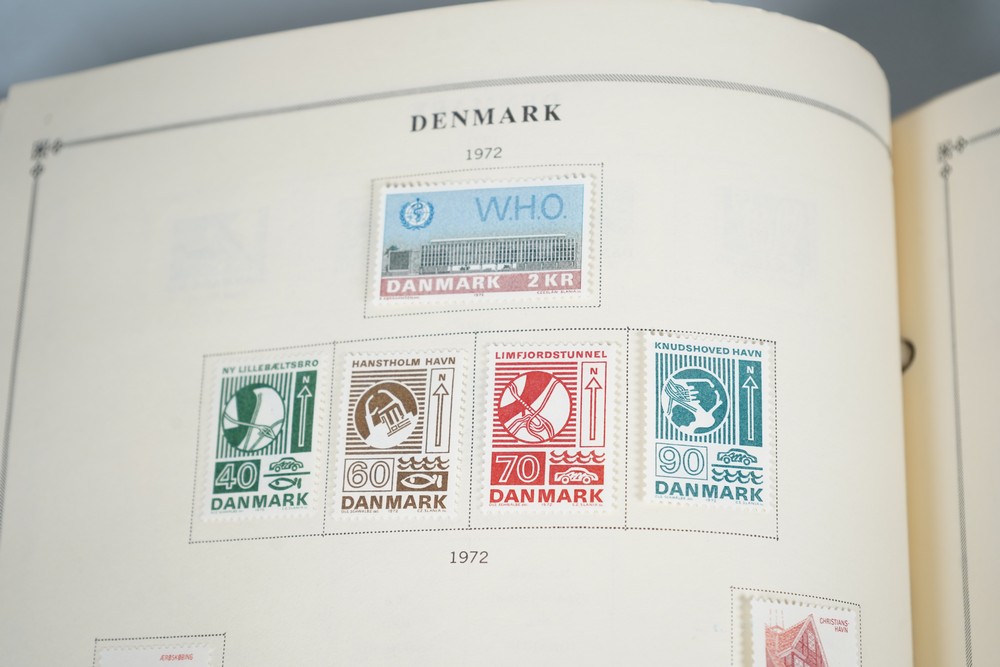 DENMARK
1972
W.H.O.
DANMARK 2 KR
NY LILLEBÆLTSBRO
N
40
DANMARK
HANSTHOLM HAVN
N
60
DANMARK
LIMFJORDSTUNNEL
N
70
DANMARK
KNUDSHOVED HAVN
N
90
DANMARK
1972
ÆRØSKØBING
CHRISTIANS-
HAVN